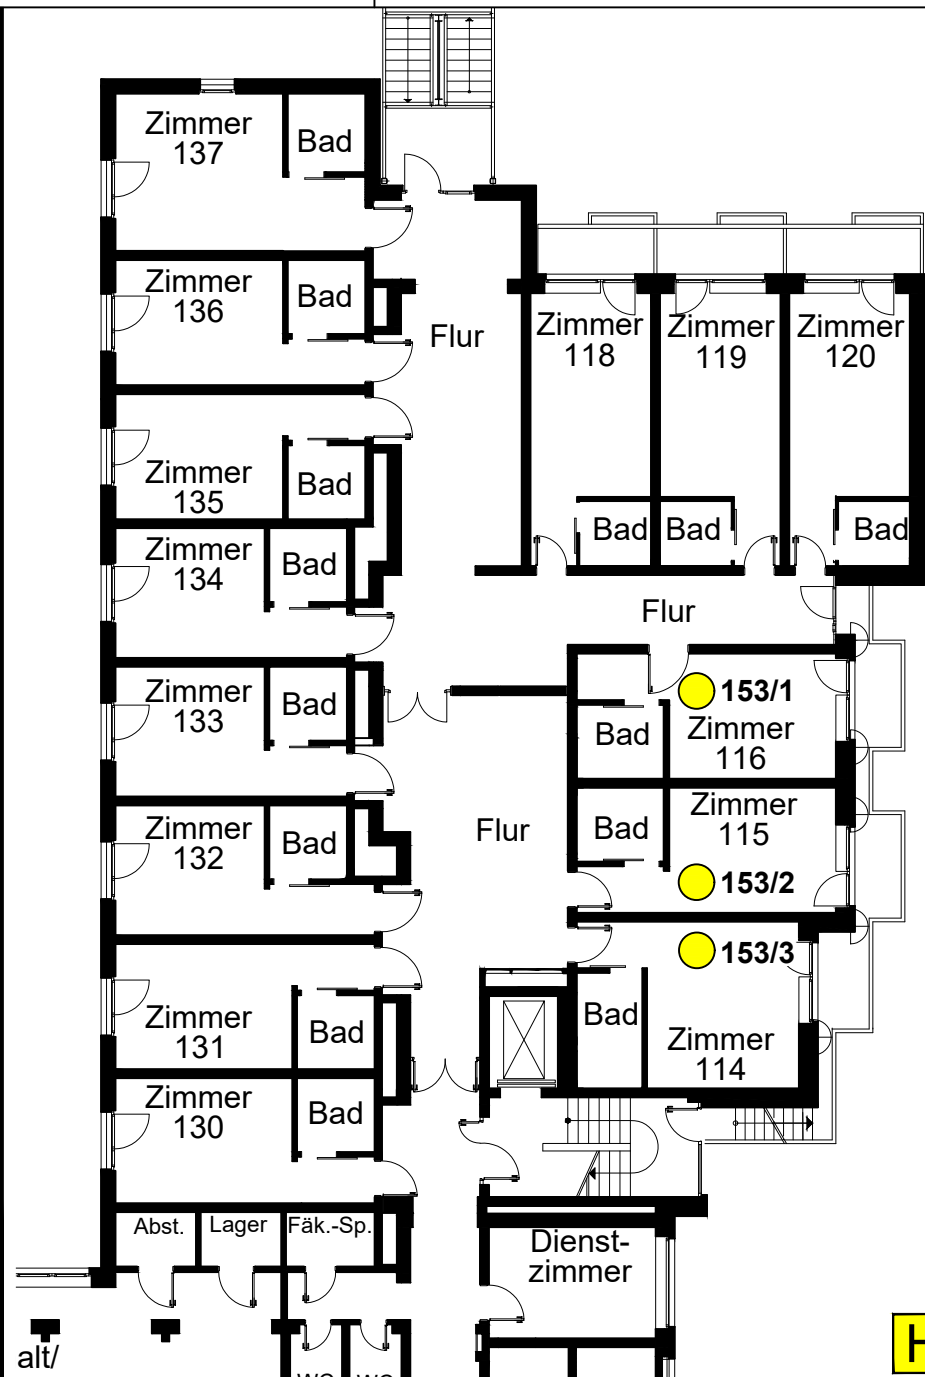 Zimmer
137
Bad
Zimmer
136
Bad
Flur
Zimmer
118
Zimmer
119
Zimmer
120
Zimmer
135
Bad
Bad
Bad
Bad
Zimmer
134
Bad
Flur
Zimmer
133
Bad
153/1
Zimmer
116
Bad
Zimmer
132
Bad
Flur
Zimmer
115
Bad
153/2
153/3
Zimmer
131
Bad
Bad
Zimmer
114
Zimmer
130
Bad
Abst.
Lager
Fäk.-Sp.
Dienst-
zimmer
alt/
H